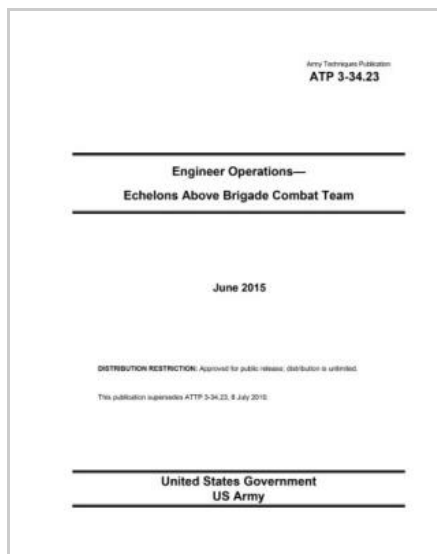 Army Techniques Publication
ATP 3-34.23
Engineer Operations—
Echelons Above Brigade Combat Team
June 2015
DISTRIBUTION RESTRICTION: Approved for public release; distribution is unlimited.
This publication supersedes ATTP 3-34.23, 8 July 2010.
United States Government
US Army